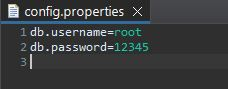 config.properties
1 db.username=root
2 db.password=12345
3